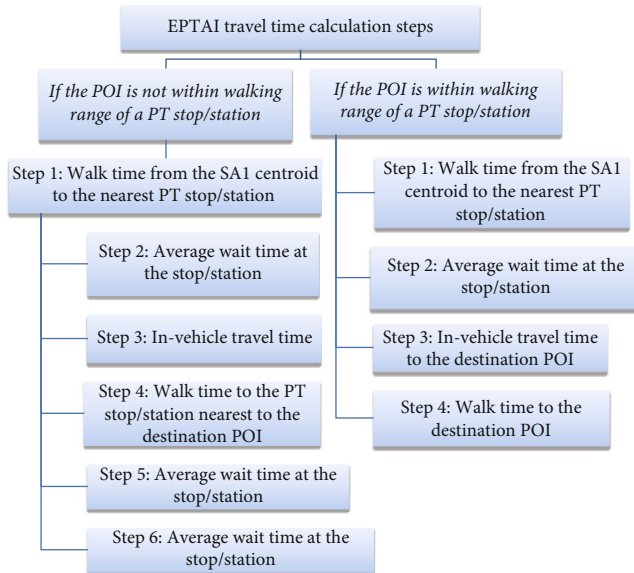 EPTAI travel time calculation steps
If the POI is not within walking
range of a PT stop/station
If the POI is within walking
range of a PT stop/station
Step 1: Walk time from the SA1 centroid
to the nearest PT stop/station
Step 2: Average wait time at
the stop/station
Step 3: In-vehicle travel time
Step 4: Walk time to the PT
stop/station nearest to the
destination POI
Step 5: Average wait time at the
stop/station
Step 6: Average wait time at the
stop/station
Step 1: Walk time from the SA1
centroid to the nearest PT
stop/station
Step 2: Average wait time at the
stop/station
Step 3: In-vehicle travel time
to the destination POI
Step 4: Walk time to the
destination POI